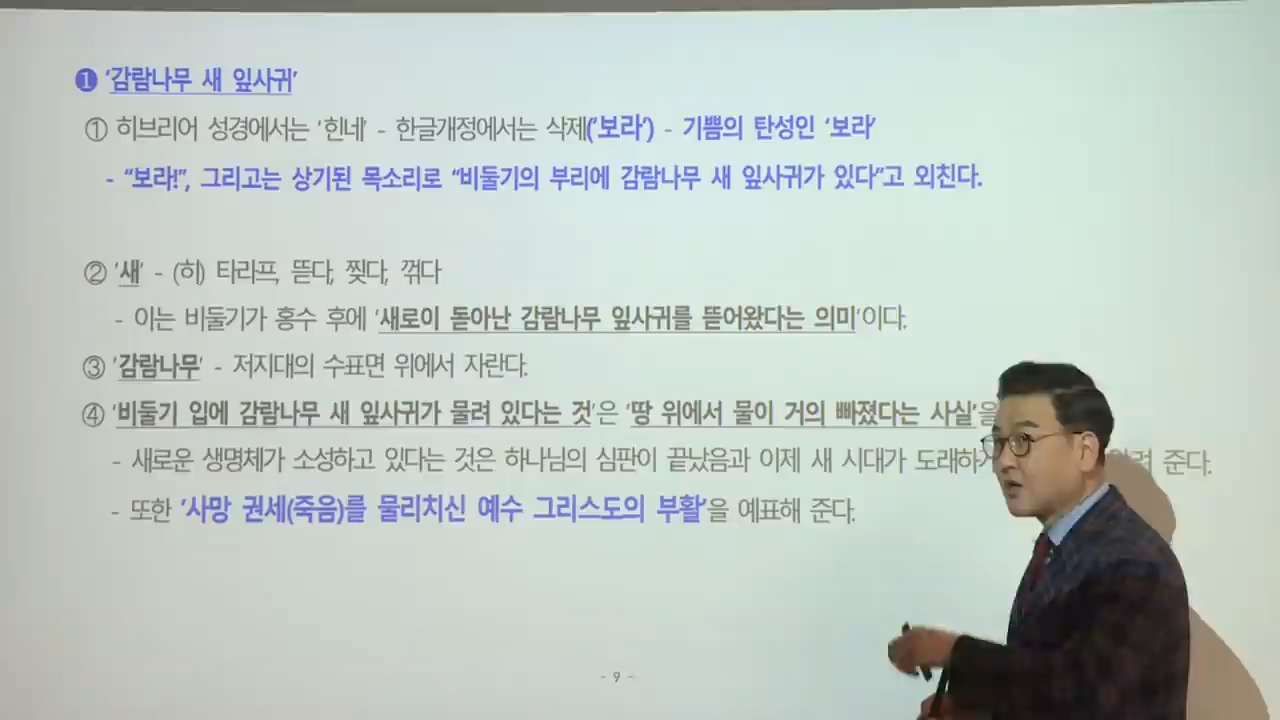 ❶ ‘감람나무 새 잎사귀’
① 히브리어 성경에서는 ‘힌네’ - 한글개정에서는 삭제(‘보라’) - 기쁨의 탄성인 ‘보라’
- “보라!”, 그리고는 상기된 목소리로 “비둘기의 부리에 감람나무 새 잎사귀가 있다”고 외친다.
② ‘새’ - (히) 타라프, 뜯다, 찢다, 꺾다
- 이는 비둘기가 홍수 후에 ‘새로이 돋아난 감람나무 잎사귀를 뜯어왔다는 의미’이다.
③ ‘감람나무’ - 저지대의 수표면 위에서 자란다.
④ ‘비둘기 입에 감람나무 새 잎사귀가 물려 있다는 것’은 ‘땅 위에서 물이 거의 빠졌다는 사실’을
- 새로운 생명체가 소성하고 있다는 것은 하나님의 심판이 끝났음과 이제 새 시대가 도래하 준다.
- 또한 ‘사망 권세(죽음)를 물리치신 예수 그리스도의 부활’을 예표해 준다.
- 9 -